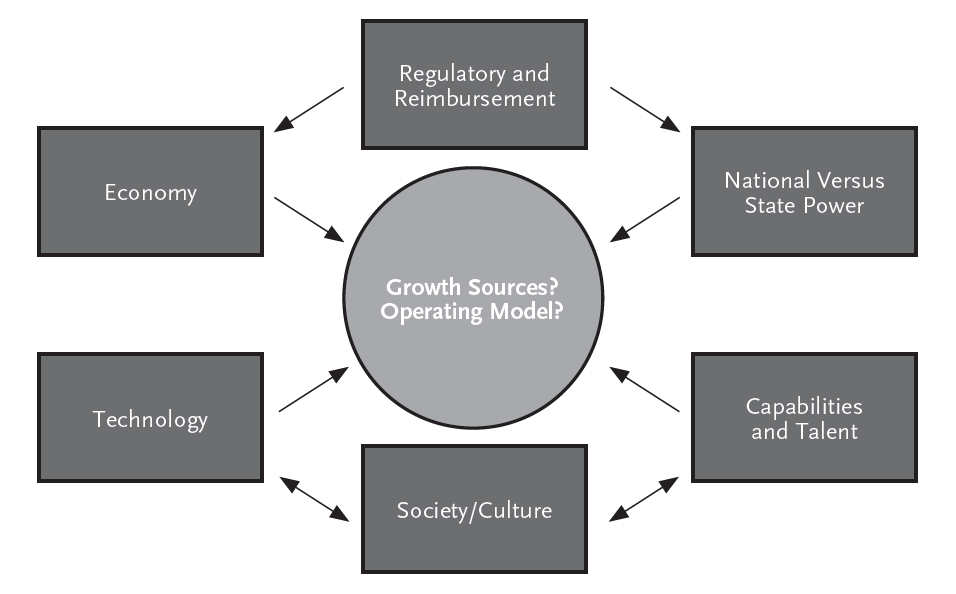 Regulatory and
Reimbursement
Economy
National Versus
State Power
Growth Sources?
Operating Model?
Technology
Capabilities
and Talent
Society/Culture